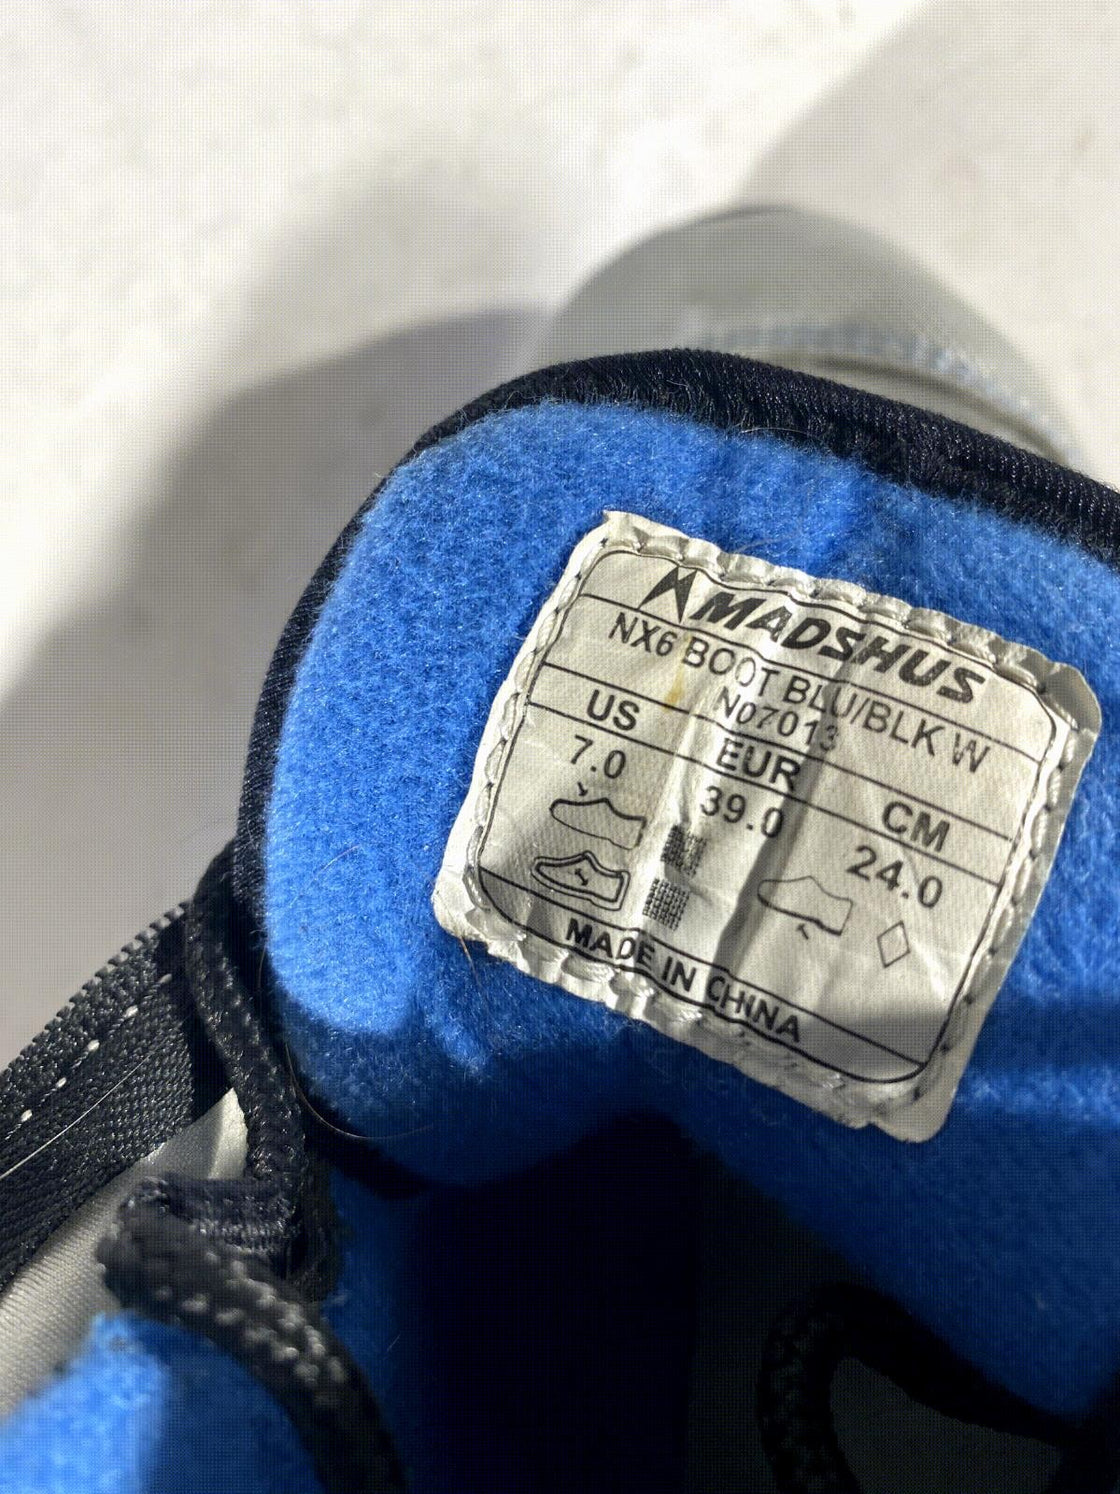 MADSHUS
NX6 BOOT BLU/BLK W
N07013
US EUR CM
7.0 39.0 24.0
MADE IN CHINA